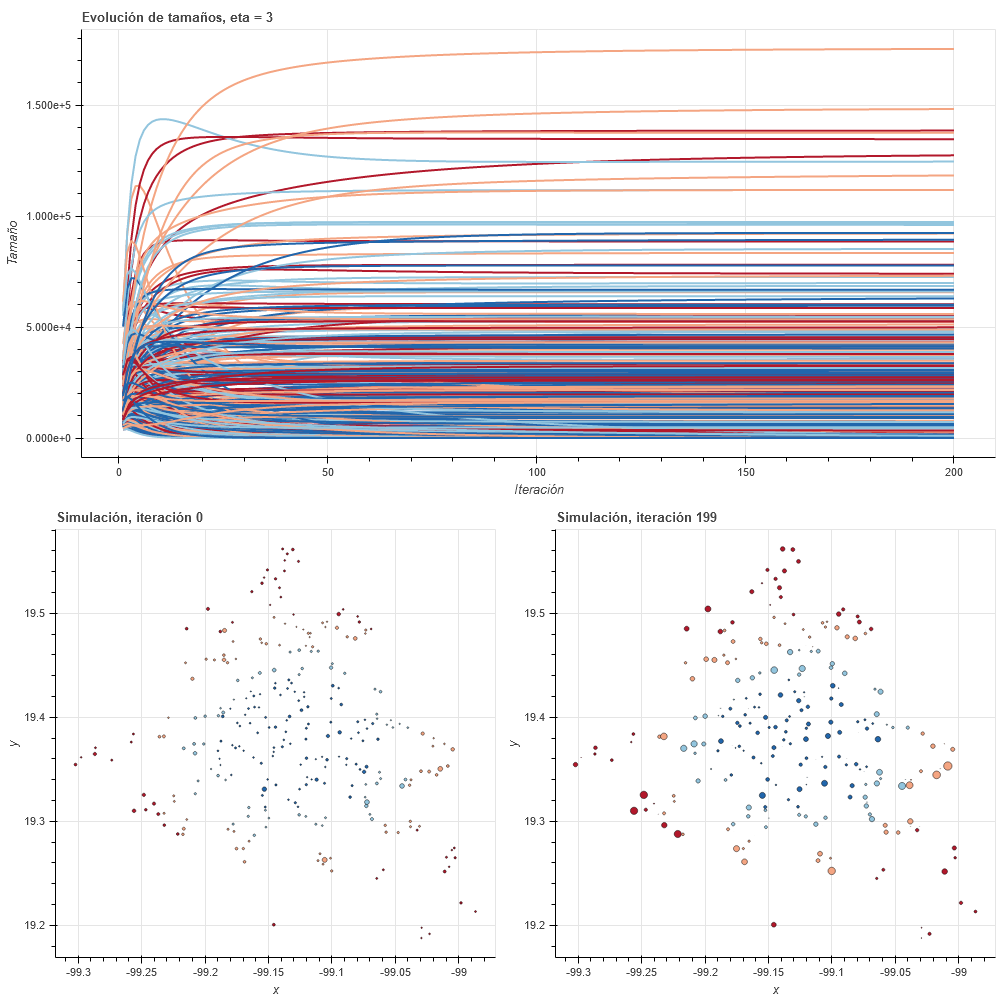 Evolución de tamaños, eta = 3
Tamaño
1.500e+5
1.000e+5
5.000e+4
0.000e+0
0 50 100 150 200
Iteración
Simulación, iteración 0
y
19.5
19.4
19.3
19.2
-99.3 -99.25 -99.2 -99.15 -99.1 -99.05 -99
x
Simulación, iteración 199
y
19.5
19.4
19.3
19.2
-99.3 -99.25 -99.2 -99.15 -99.1 -99.05 -99
x